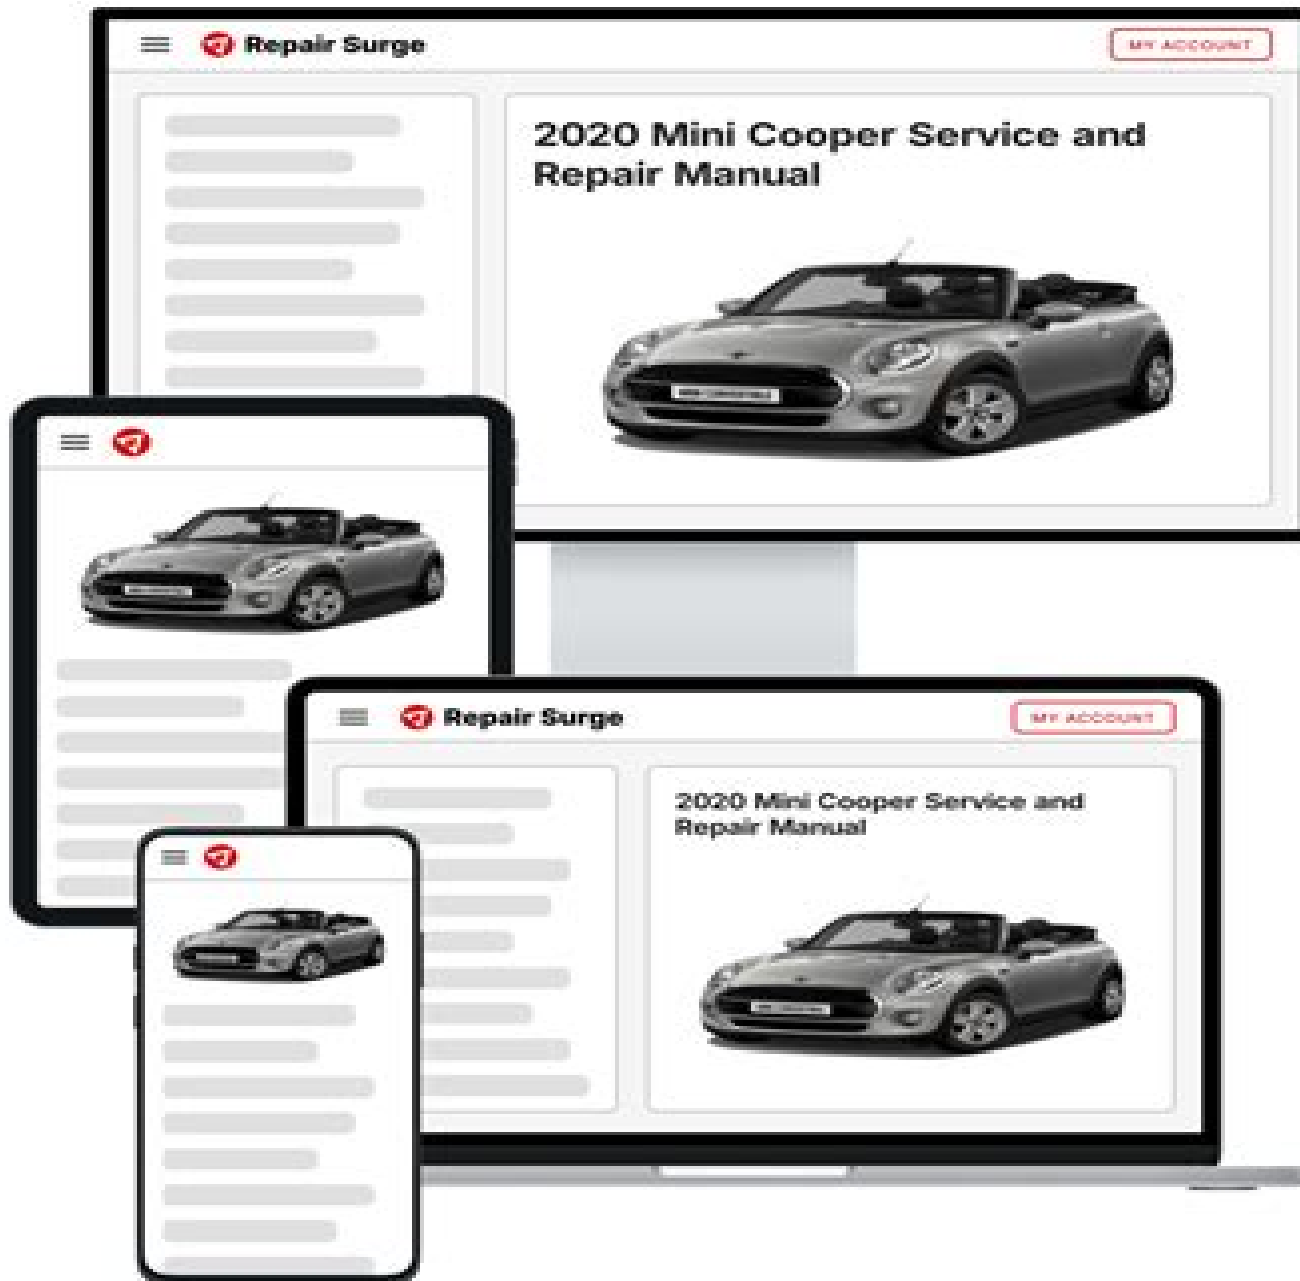 Repair Surge
MY ACCOUNT
2020 Mini Cooper Service and
Repair Manual
Repair Surge
MY ACCOUNT
2020 Mini Cooper Service and
Repair Manual